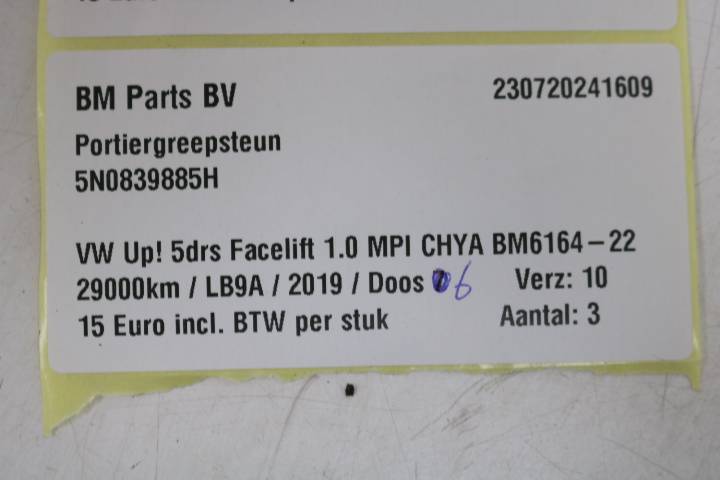 BM Parts BV 230720241609
Portiergreepsteun
5N0839885H
VW Up! 5drs Facelift 1.0 MPI CHYA BM6164-22
29000km / LB9A / 2019 / Doos 6 Verz: 10
15 Euro incl. BTW per stuk Aantal: 3